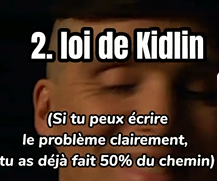 2. loi de Kidlin
(Si tu peux écrire
le problème clairement,
tu as déjà fait 50% du chemin)